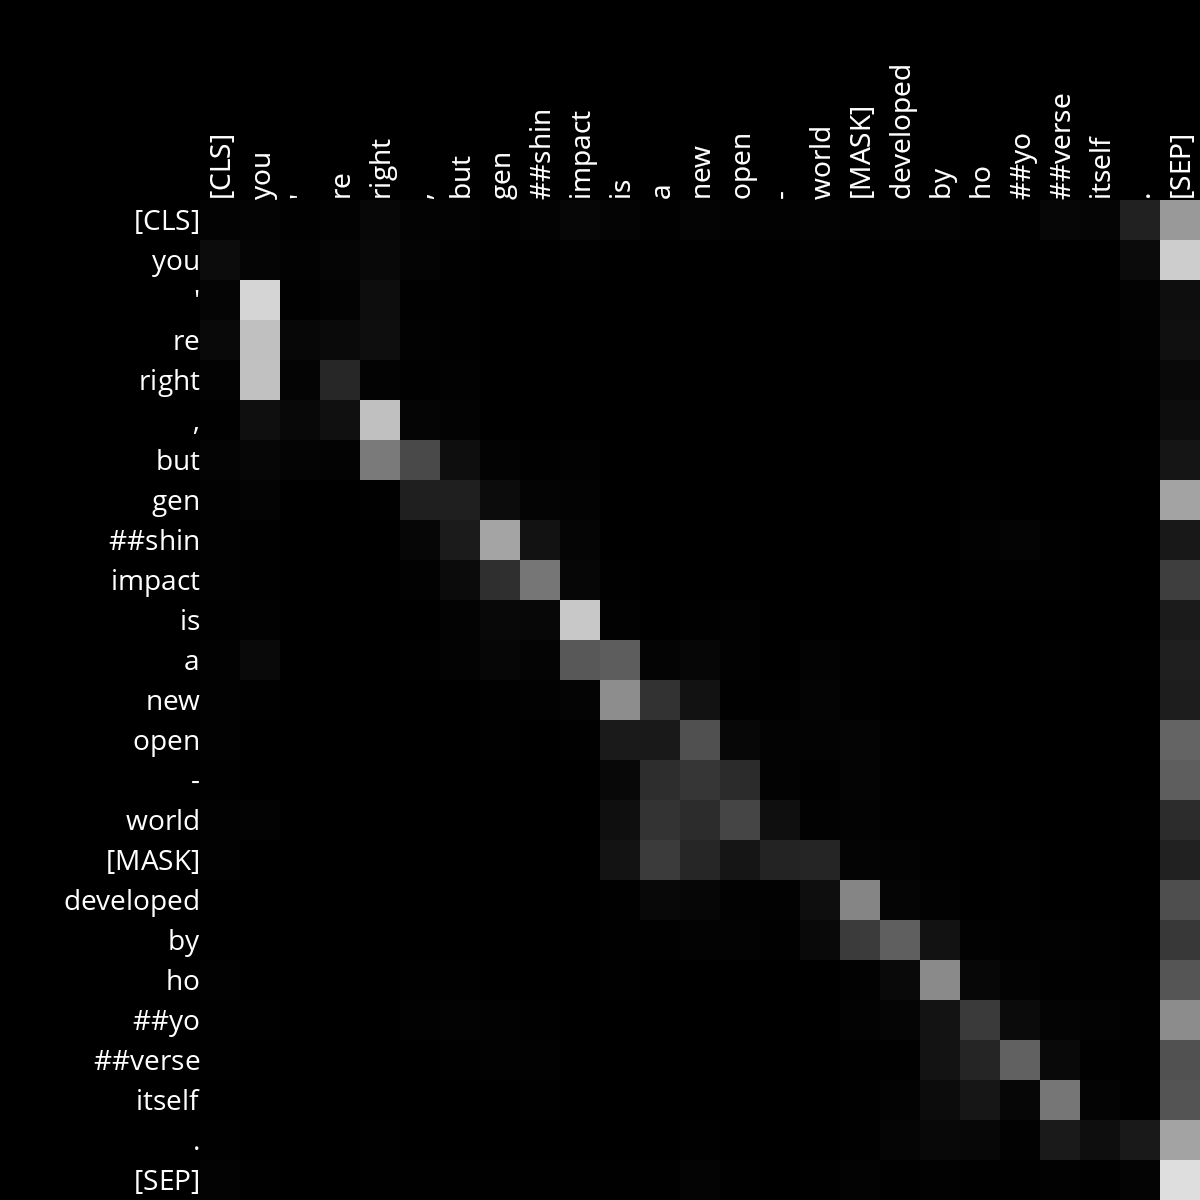 [CLS] you ' re right , but gen ##shin impact is a new open - world [MASK] developed by ho ##yo ##verse itself . [SEP]
[CLS]
you
'
re
right
,
but
gen
##shin
impact
is
a
new
open
-
world
[MASK]
developed
by
ho
##yo
##verse
itself
.
[SEP]